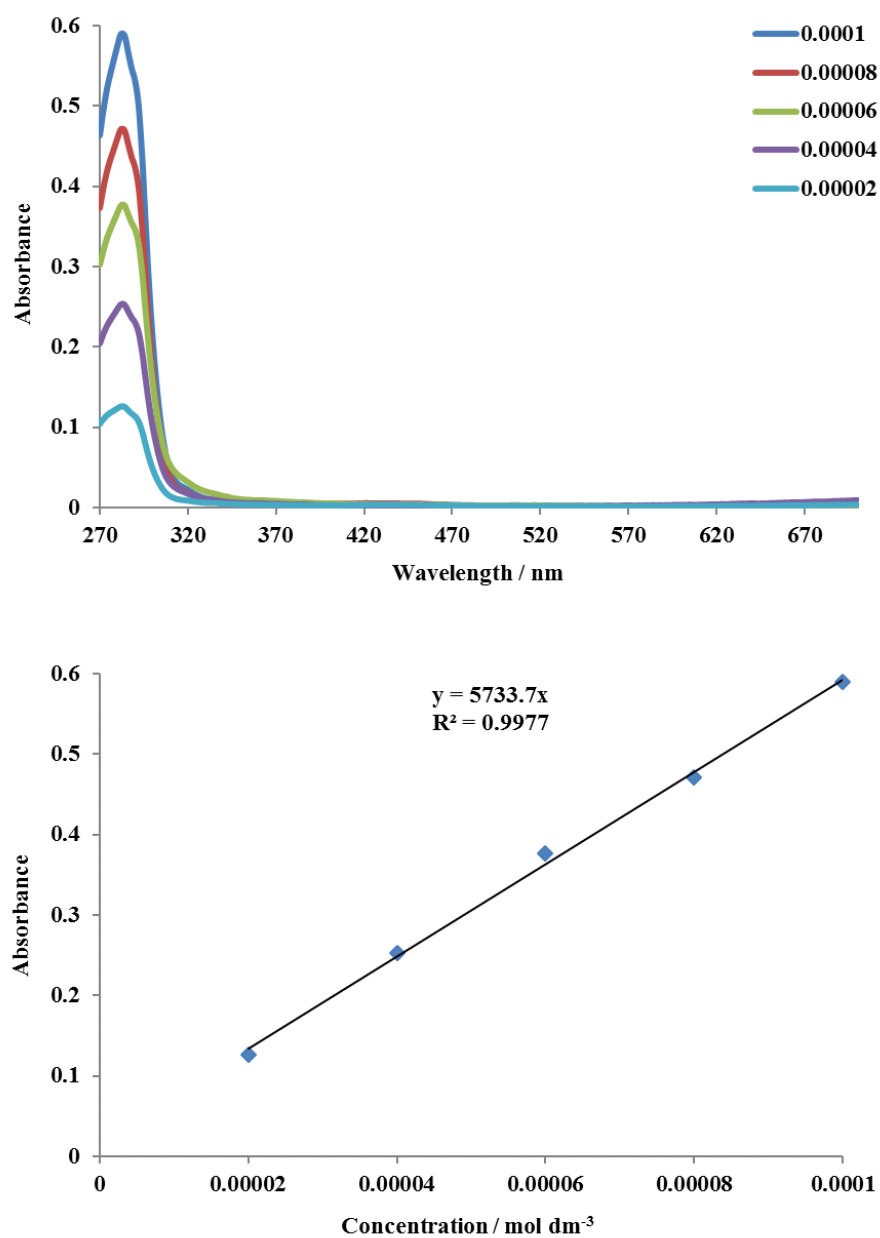 0.6
0.0001
0.00008
0.5
0.00006
0.00004
0.4
0.00002
0.3
0.2
0.1
0
270 320 370 420 470 520 570 620 670
Absorbance
Wavelength / nm
0.6
y = 5733.7x
R² = 0.9977
0.5
0.4
0.3
0.2
0.1
0
0 0.00002 0.00004 0.00006 0.00008 0.0001
Absorbance
Concentration / mol dm⁻³